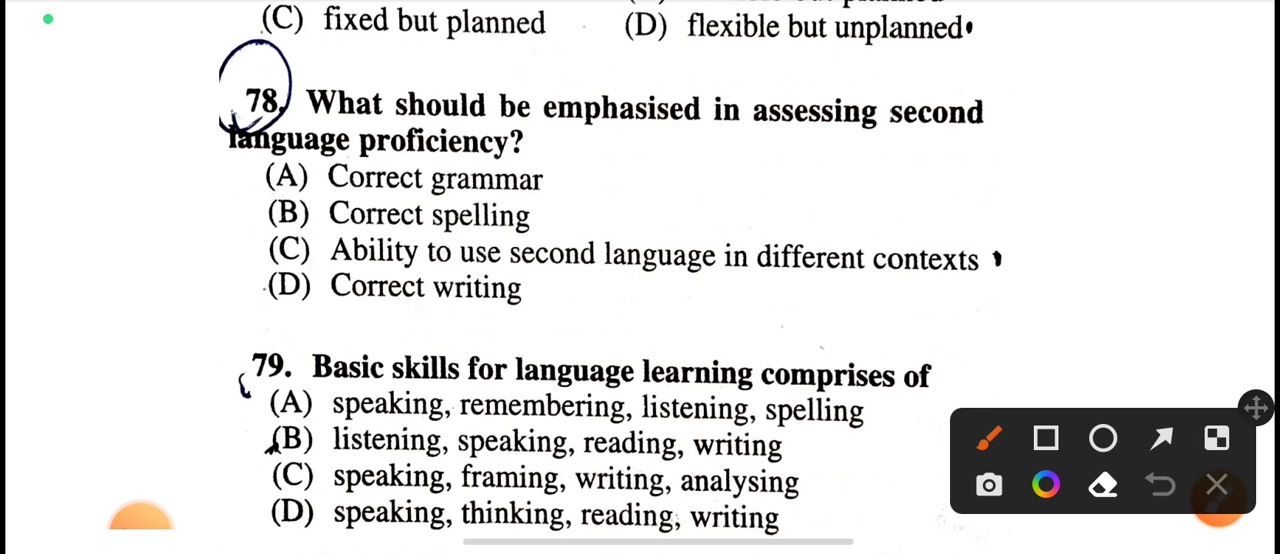 (C) fixed but planned (D) flexible but unplanned
78. What should be emphasised in assessing second
language proficiency?
(A) Correct grammar
(B) Correct spelling
(C) Ability to use second language in different contexts
(D) Correct writing
79. Basic skills for language learning comprises of
(A) speaking, remembering, listening, spelling
(B) listening, speaking, reading, writing
(C) speaking, framing, writing, analysing
(D) speaking, thinking, reading, writing